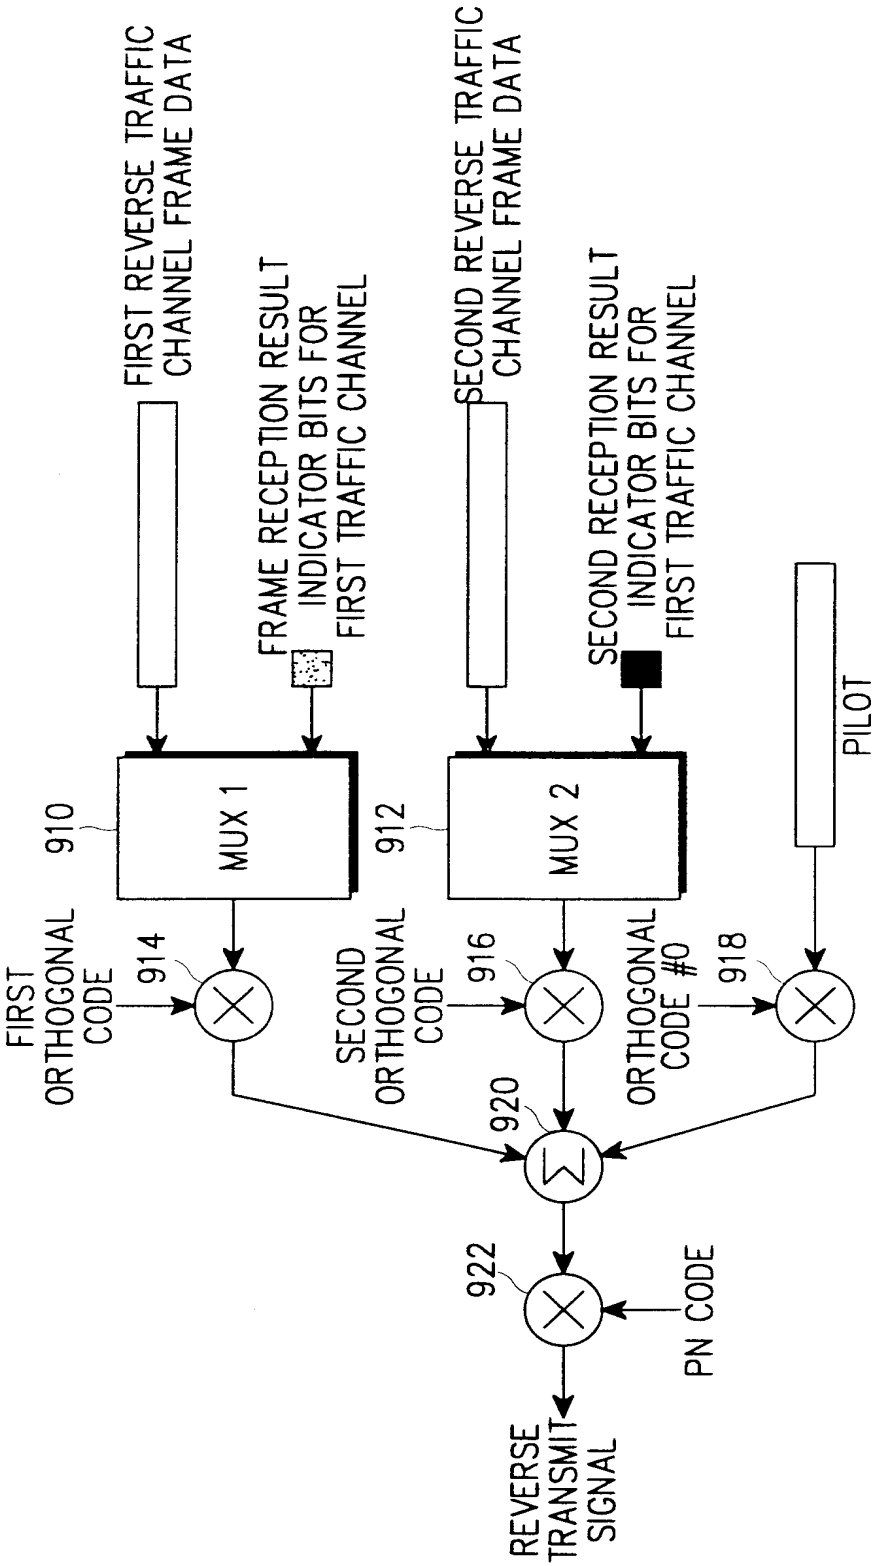 FIRST REVERSE TRAFFIC
CHANNEL FRAME DATA
FRAME RECEPTION RESULT
INDICATOR BITS FOR
FIRST TRAFFIC CHANNEL
910
MUX 1
FIRST
ORTHOGONAL
CODE
914
SECOND REVERSE TRAFFIC
CHANNEL FRAME DATA
SECOND RECEPTION RESULT
INDICATOR BITS FOR
FIRST TRAFFIC CHANNEL
912
MUX 2
SECOND
ORTHOGONAL
CODE
916
PILOT
ORTHOGONAL
CODE #0
918
920
Σ
922
PN CODE
REVERSE
TRANSMIT
SIGNAL